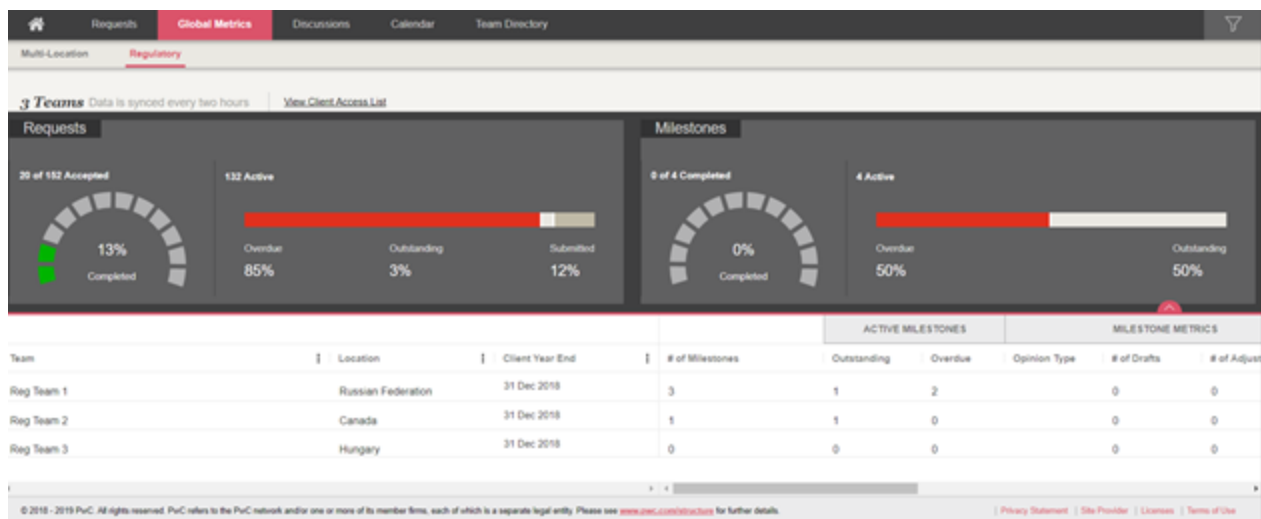 Requests Global Metrics Discussions Calendar Team Directory
Multi-Location Regulatory
3 Teams Data is synced every two hours View Client Access List
Requests Milestones
20 of 152 Accepted 132 Active 0 of 4 Completed 4 Active
13% Overdue Outstanding Submitted 0% Overdue Outstanding
Completed 85% 3% 12% Completed 50% 50%
ACTIVE MILESTONES MILESTONE METRICS
Team Location Client Year End # of Milestones Outstanding Overdue Opinion Type # of Drafts # of Adjust
Reg Team 1 Russian Federation 31 Dec 2018 3 1 2 0 0
Reg Team 2 Canada 31 Dec 2018 1 1 0 0 0
Reg Team 3 Hungary 31 Dec 2018 0 0 0 0 0
© 2018 - 2019 PwC. All rights reserved. PwC refers to the PwC network and/or one or more of its member firms, each of which is a separate legal entity. Please see www.pwc.com/structure for further details. | Privacy Statement | Site Provider | Licenses | Terms of Use